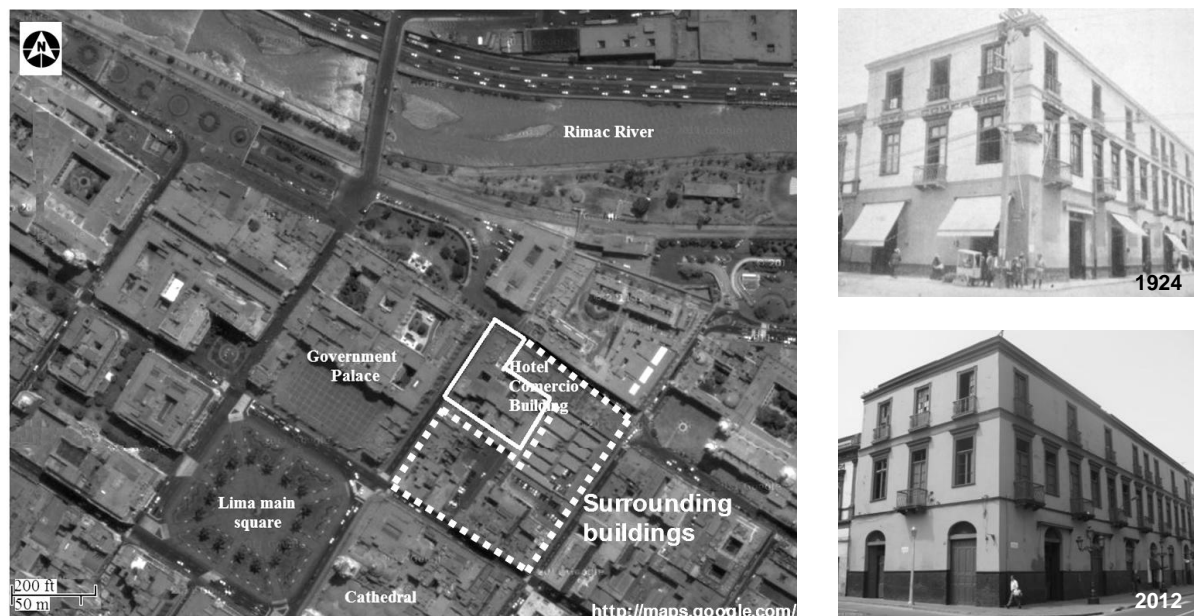 N
Rimac River
Government
Palace
Hotel
Comercio
Building
Lima main
square
Surrounding
buildings
Cathedral
200 ft
50 m
http://maps.google.com/
1924
2012